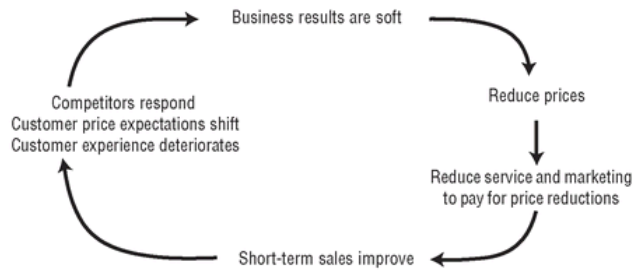 Business results are soft
Reduce prices
Reduce service and marketing
to pay for price reductions
Short-term sales improve
Competitors respond
Customer price expectations shift
Customer experience deteriorates